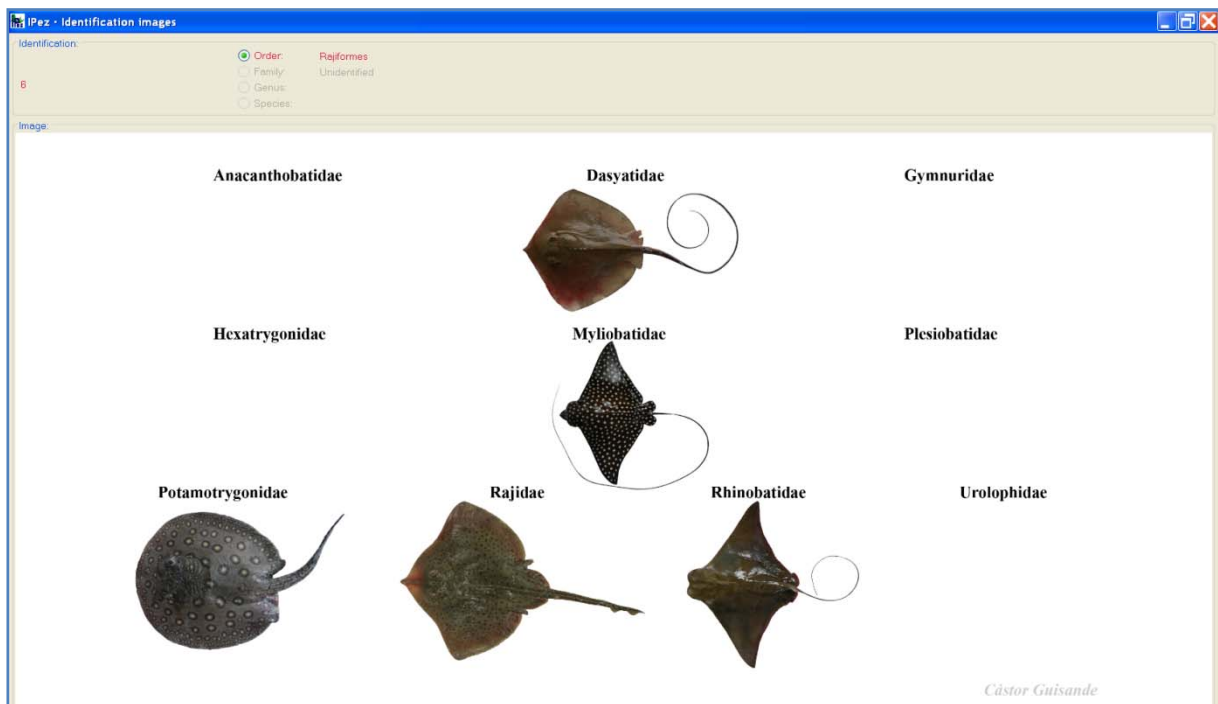 IPez - Identification images
Identification:
Order: Rajiformes
Family: Unidentified
6
Genus:
Species:
Image:
Anacanthobatidae Dasyatidae Gymnuridae
Hexatrygonidae Myliobatidae Plesiobatidae
Potamotrygonidae Rajidae Rhinobatidae Urolophidae
Cástor Guisande